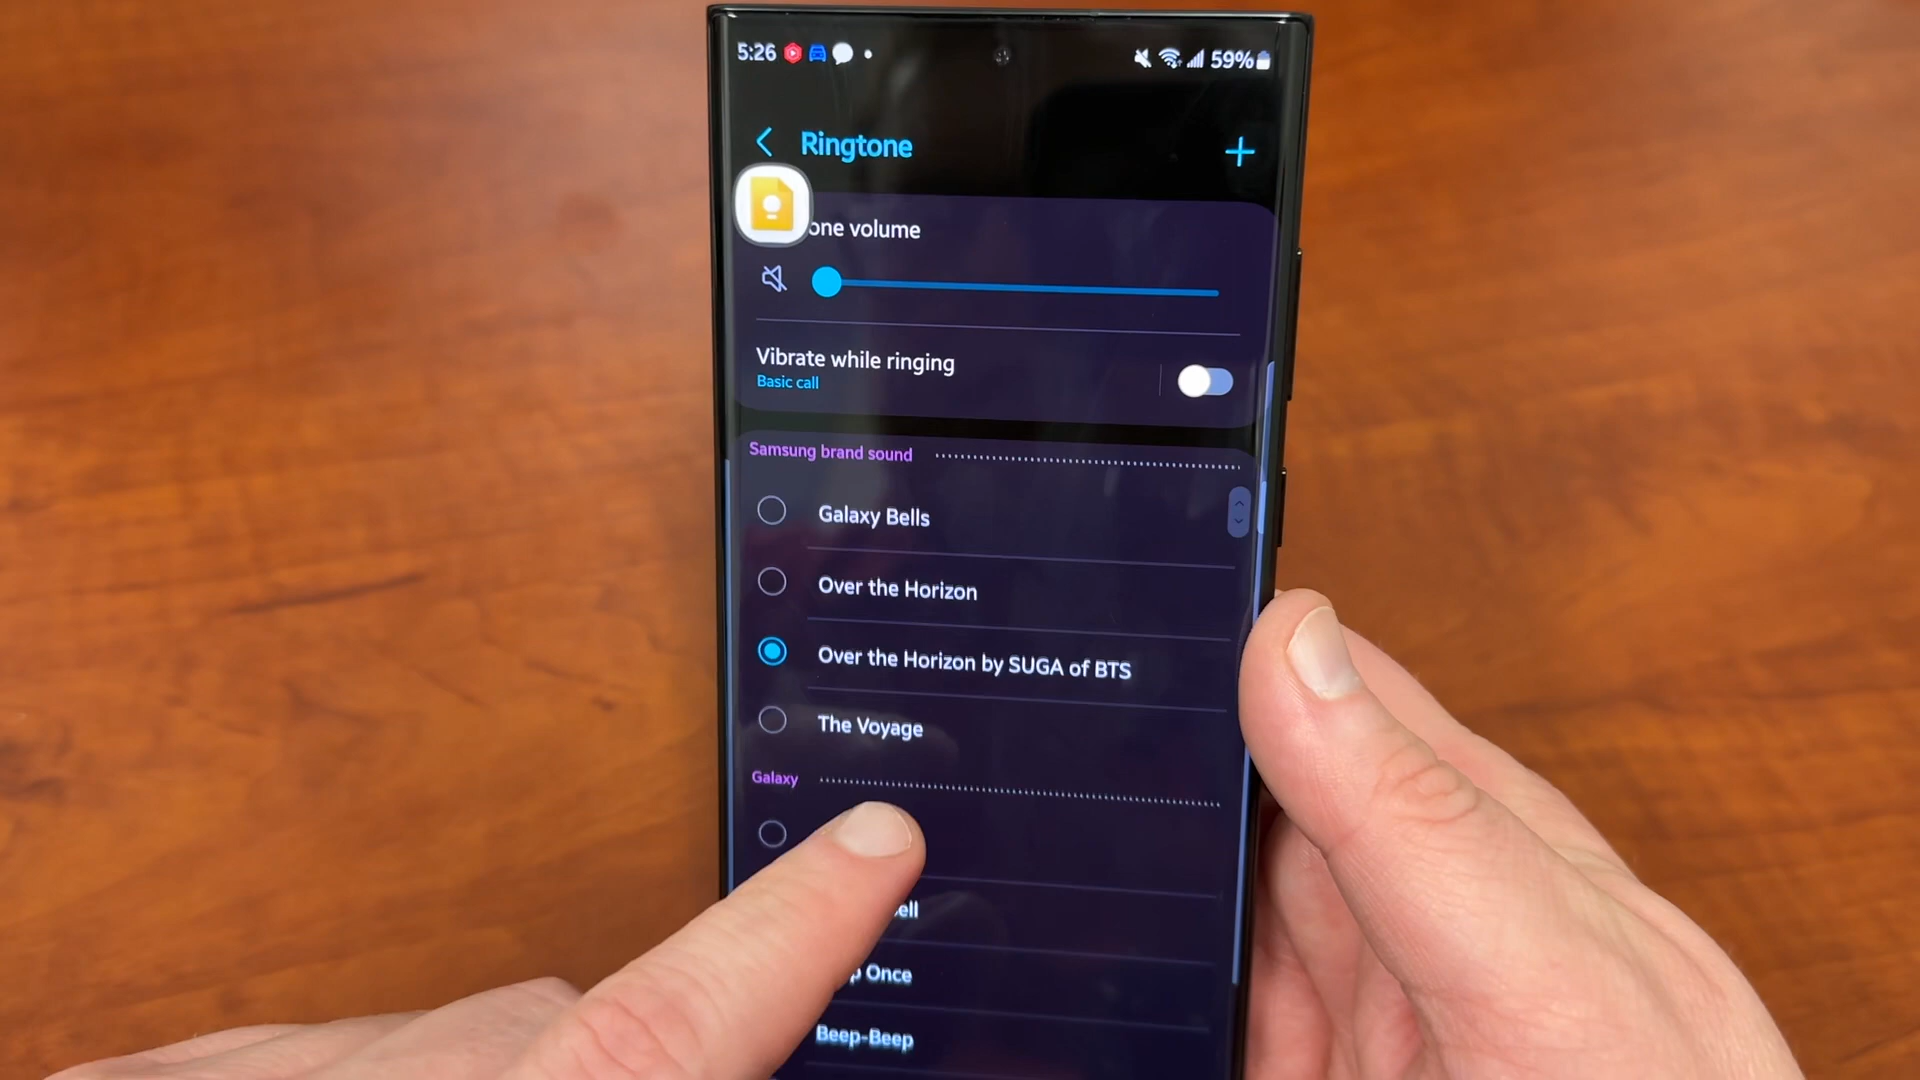 5:26
59%
Ringtone
one volume
Vibrate while ringing
Basic call
Samsung brand sound
Galaxy Bells
Over the Horizon
Over the Horizon by SUGA of BTS
The Voyage
Galaxy
ell
Once
Beep-Beep